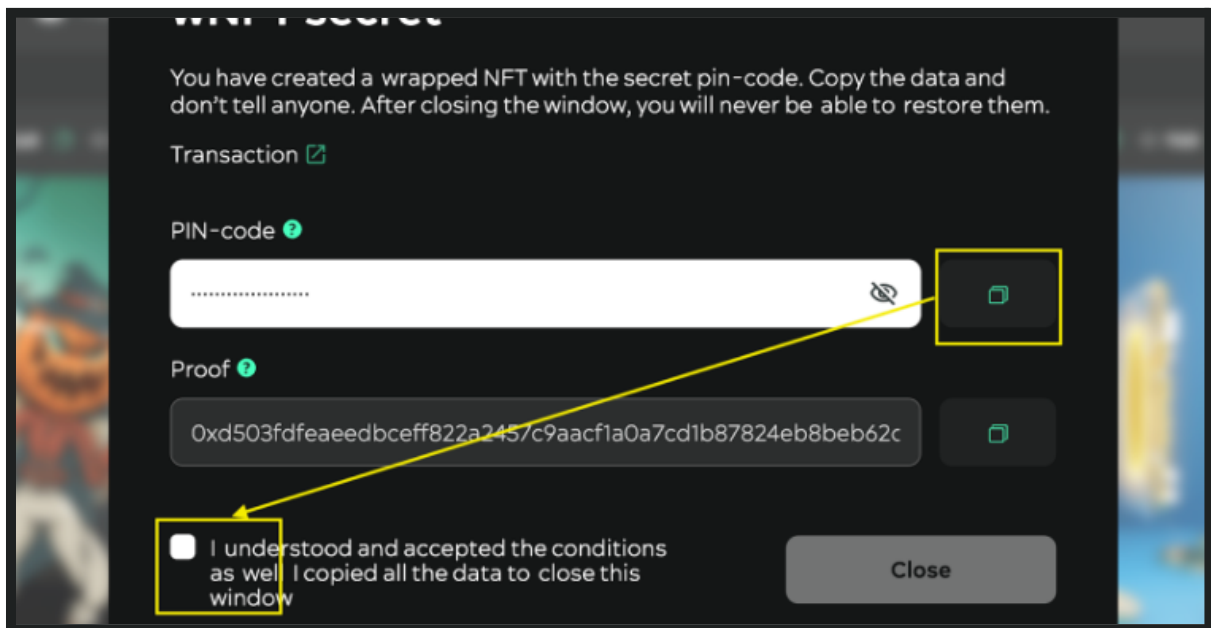 wNFT secret
You have created a wrapped NFT with the secret pin-code. Copy the data and
don't tell anyone. After closing the window, you will never be able to restore them.
Transaction
PIN-code ?
....................
Proof ?
0xd503fdfeaeedbceff822a2457c9aacf1a0a7cd1b87824eb8beb62c
I understood and accepted the conditions
as well I copied all the data to close this
window
Close